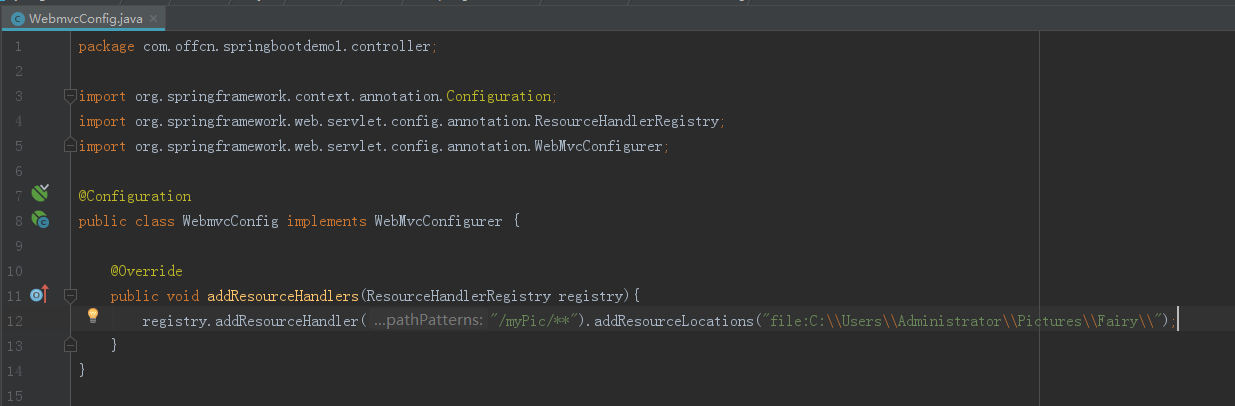 WebmvcConfig.java
1 package com.offcn.springbootdemo1.controller;
2
3 import org.springframework.context.annotation.Configuration;
4 import org.springframework.web.servlet.config.annotation.ResourceHandlerRegistry;
5 import org.springframework.web.servlet.config.annotation.WebMvcConfigurer;
6
7 @Configuration
8 public class WebmvcConfig implements WebMvcConfigurer {
9
10 @Override
11 public void addResourceHandlers(ResourceHandlerRegistry registry){
12 registry.addResourceHandler( ...pathPatterns: "/myPic/**").addResourceLocations("file:C:\\Users\\Administrator\\Pictures\\Fairy\\");
13 }
14 }
15